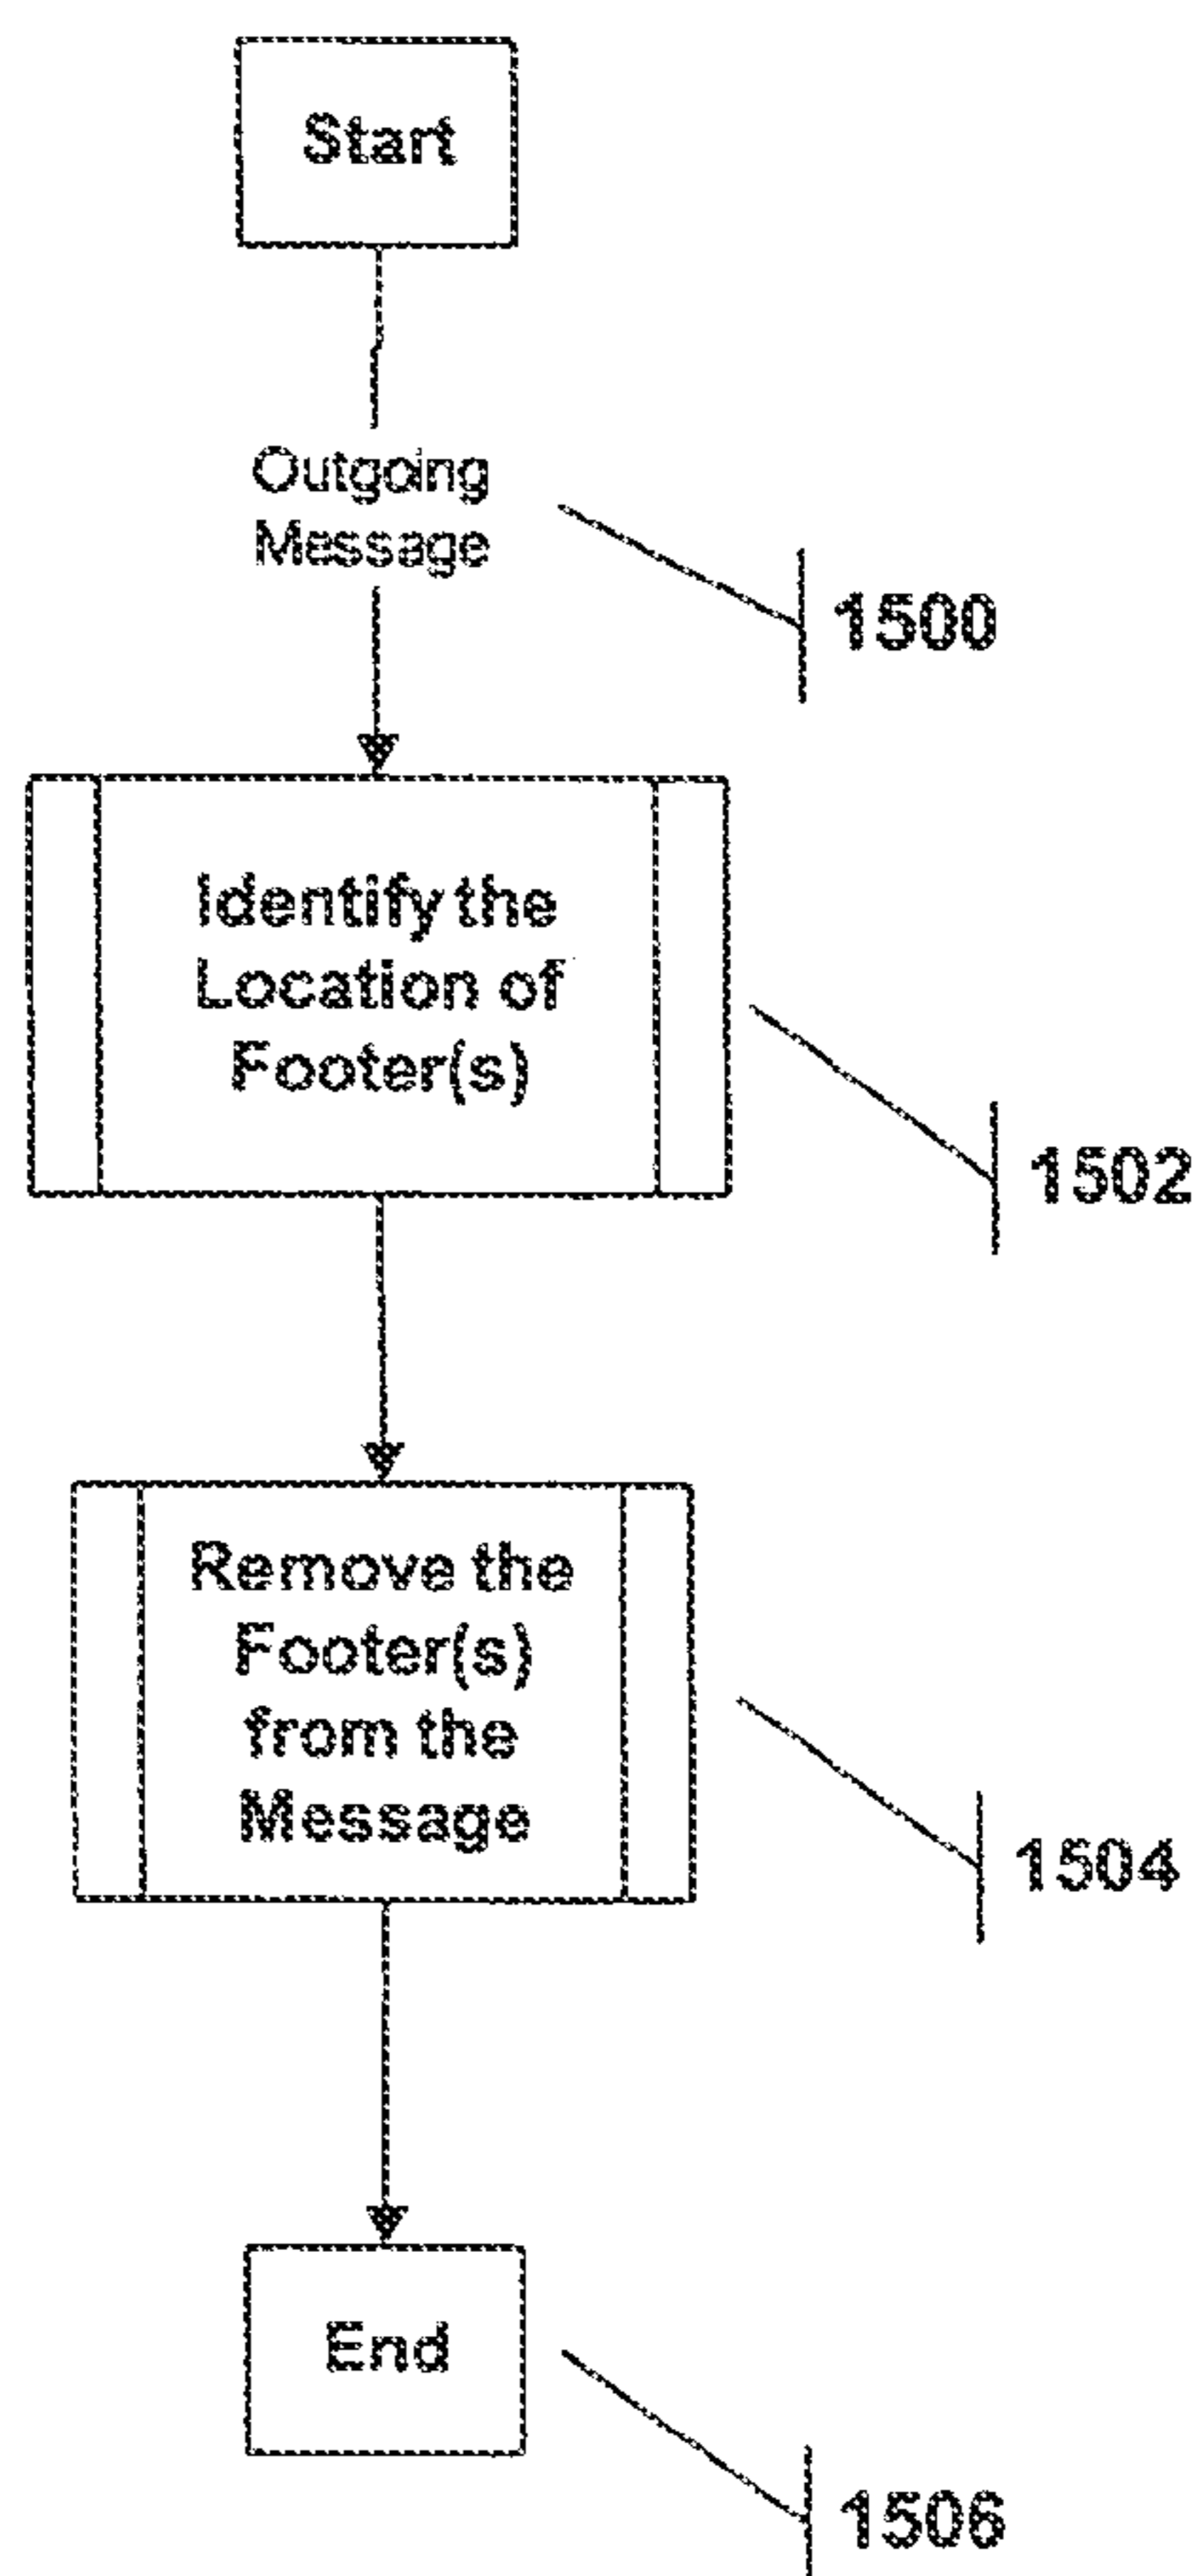 Start
Outgoing
Message
1500
Identify the
Location of
Footer(s)
1502
Remove the
Footer(s)
from the
Message
1504
End
1506